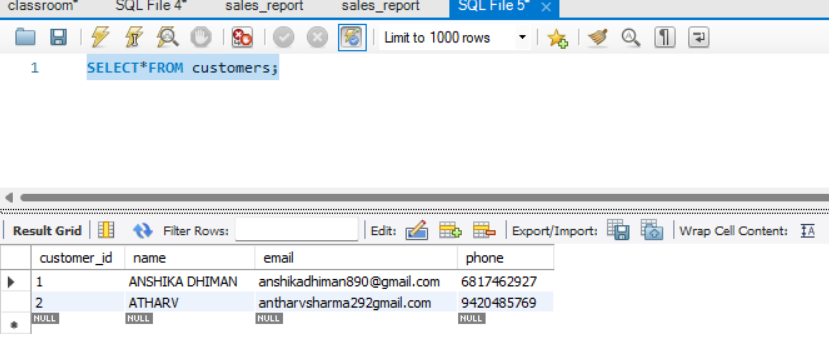 classroom* SQL File 4* sales_report sales_report SQL File 5*
Limit to 1000 rows
1 SELECT*FROM customers;
Result Grid Filter Rows: Edit: Export/Import: Wrap Cell Content:
customer_id name email phone
1 ANSHIKA DHIMAN anshikadhiman890@gmail.com 6817462927
2 ATHARV antharvsharma292gmail.com 9420485769
NULL NULL NULL NULL